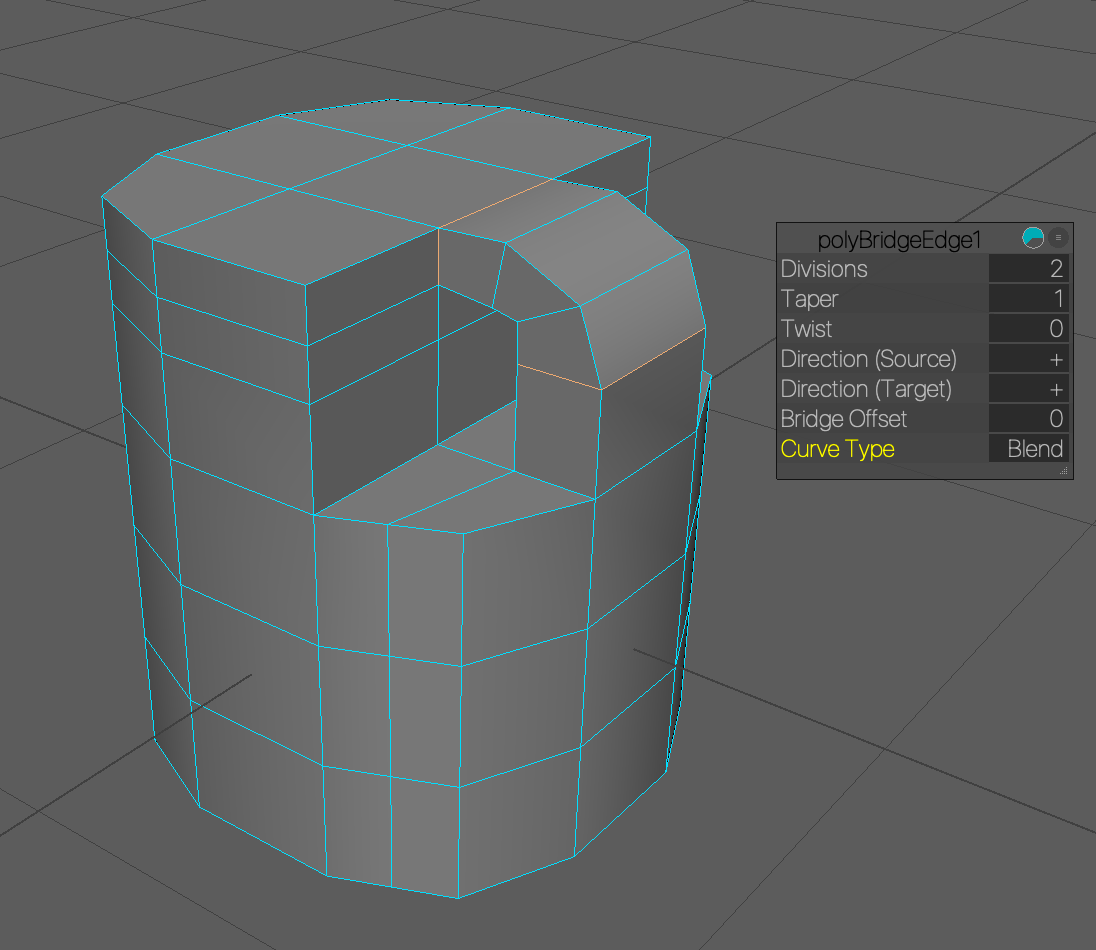 polyBridgeEdge1
Divisions 2
Taper 1
Twist 0
Direction (Source) +
Direction (Target) +
Bridge Offset 0
Curve Type Blend